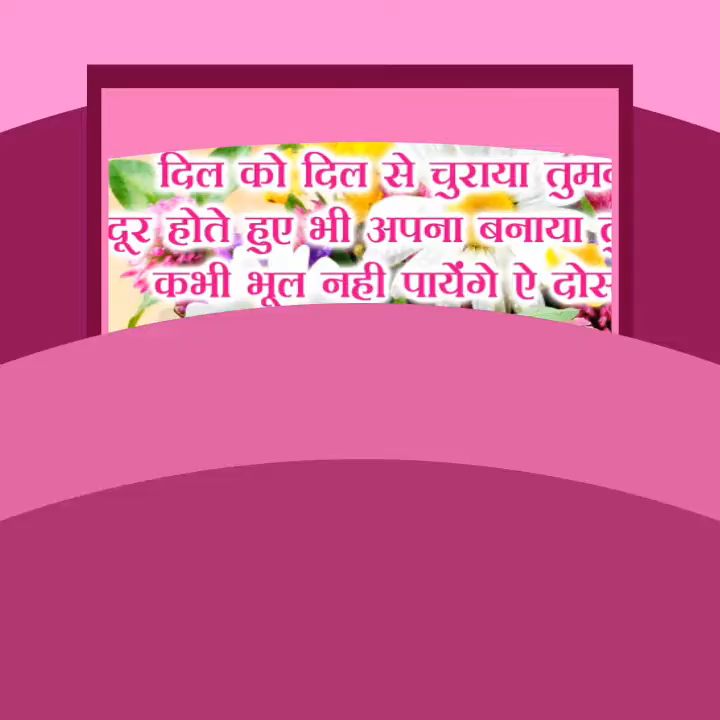 दिल को दिल से चुराया
दूर होते हुए भी अपना बनाया
कभी भूल नही पायेंगे ऐ